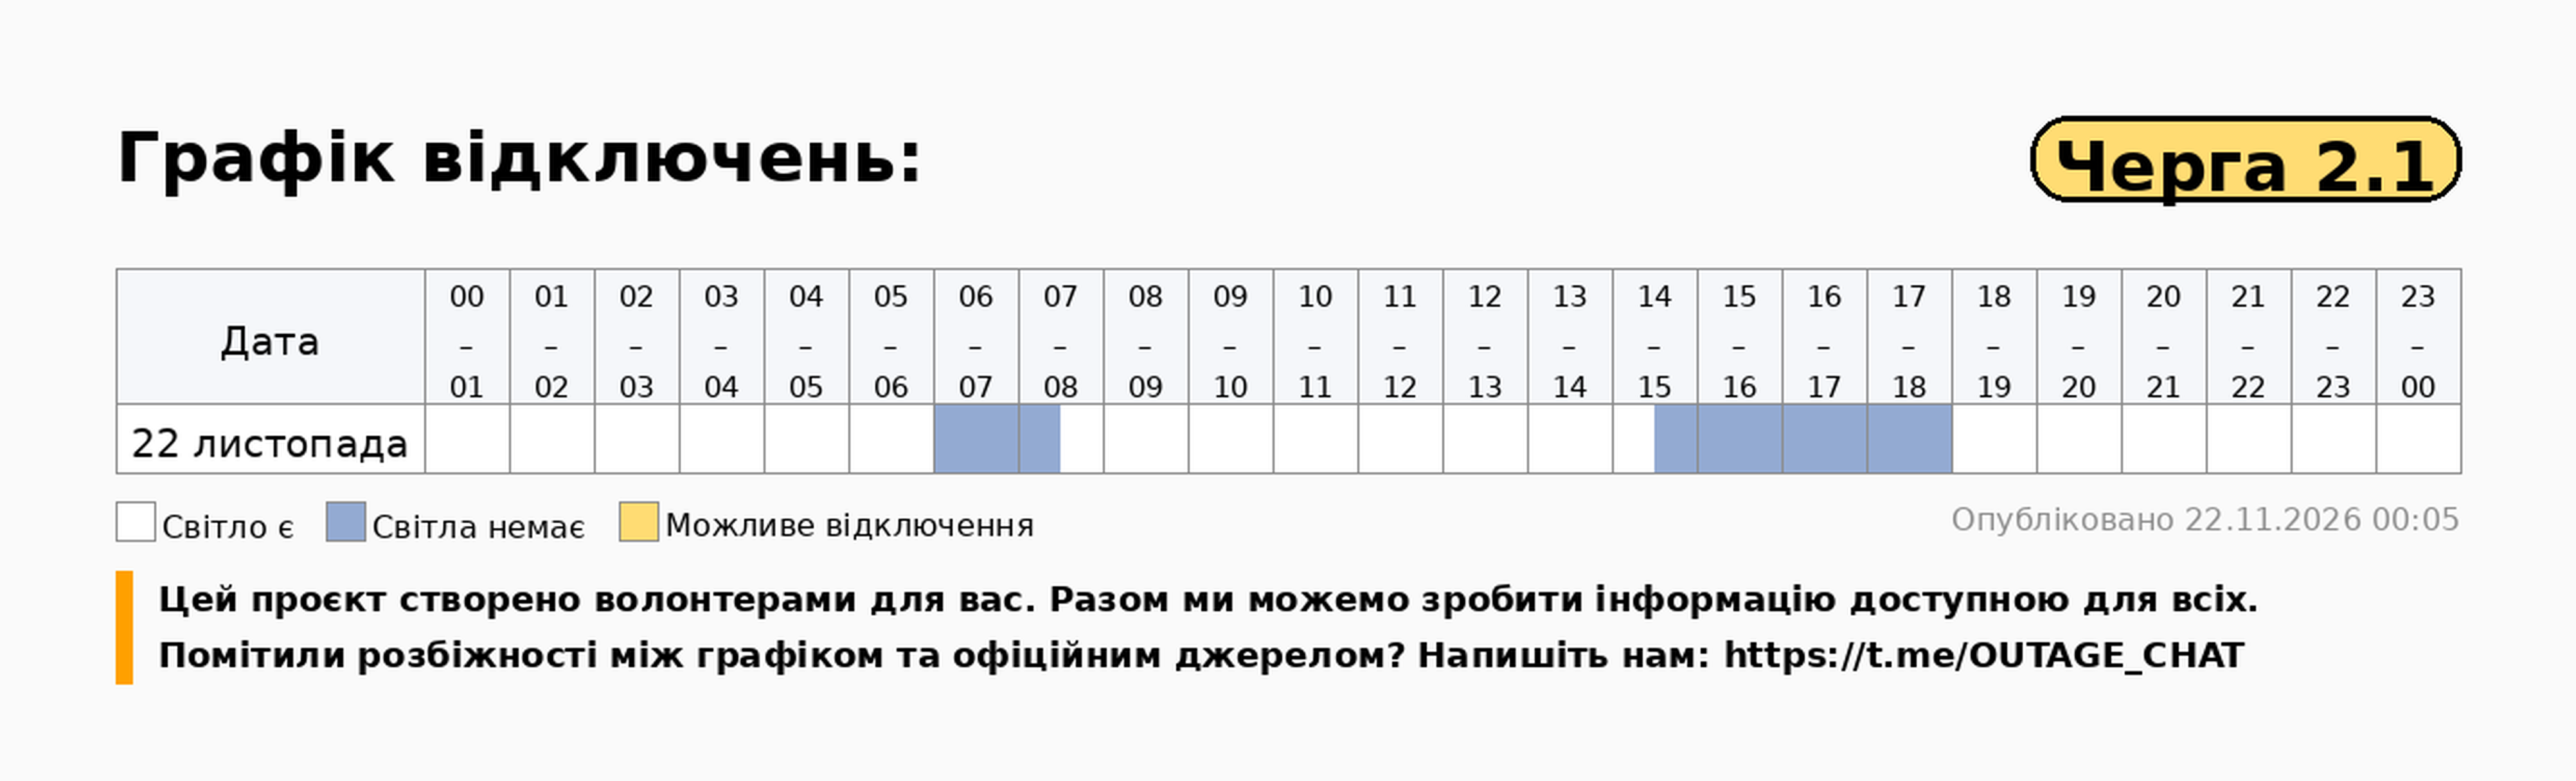 Графік відключень:
Черга 2.1
Дата
00 – 01
01 – 02
02 – 03
03 – 04
04 – 05
05 – 06
06 – 07
07 – 08
08 – 09
09 – 10
10 – 11
11 – 12
12 – 13
13 – 14
14 – 15
15 – 16
16 – 17
17 – 18
18 – 19
19 – 20
20 – 21
21 – 22
22 – 23
23 – 00
22 листопада
Світло є
Світла немає
Можливе відключення
Опубліковано 22.11.2026 00:05
Цей проєкт створено волонтерами для вас. Разом ми можемо зробити інформацію доступною для всіх.
Помітили розбіжності між графіком та офіційним джерелом? Напишіть нам: https://t.me/OUTAGE_CHAT